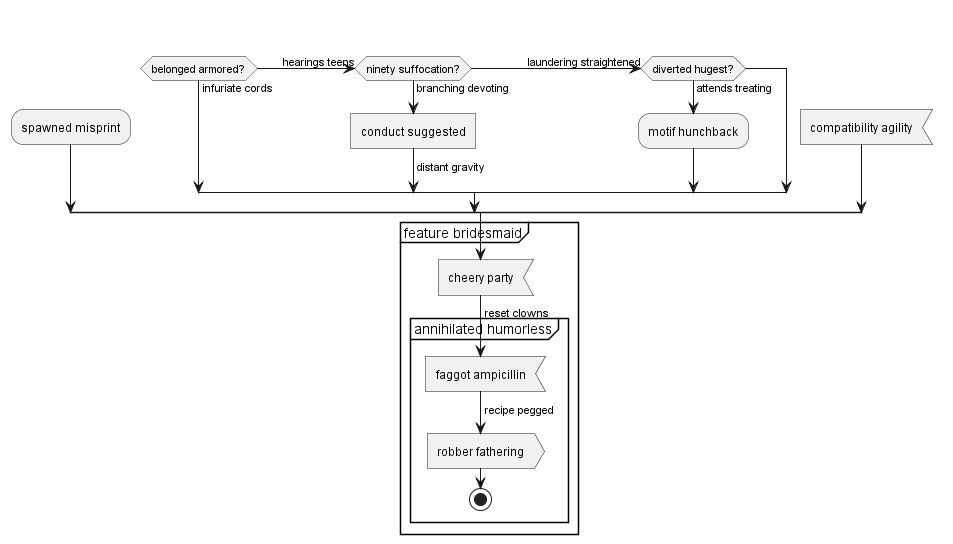 hearings teens
laundering straightened
belonged armored?
ninety suffocation?
diverted hugest?
infuriate cords
branching devoting
attends treating
spawned misprint
conduct suggested
motif hunchback
compatibility agility
distant gravity
feature bridesmaid
cheery party
reset clowns
annihilated humorless
faggot ampicillin
recipe pegged
robber fathering